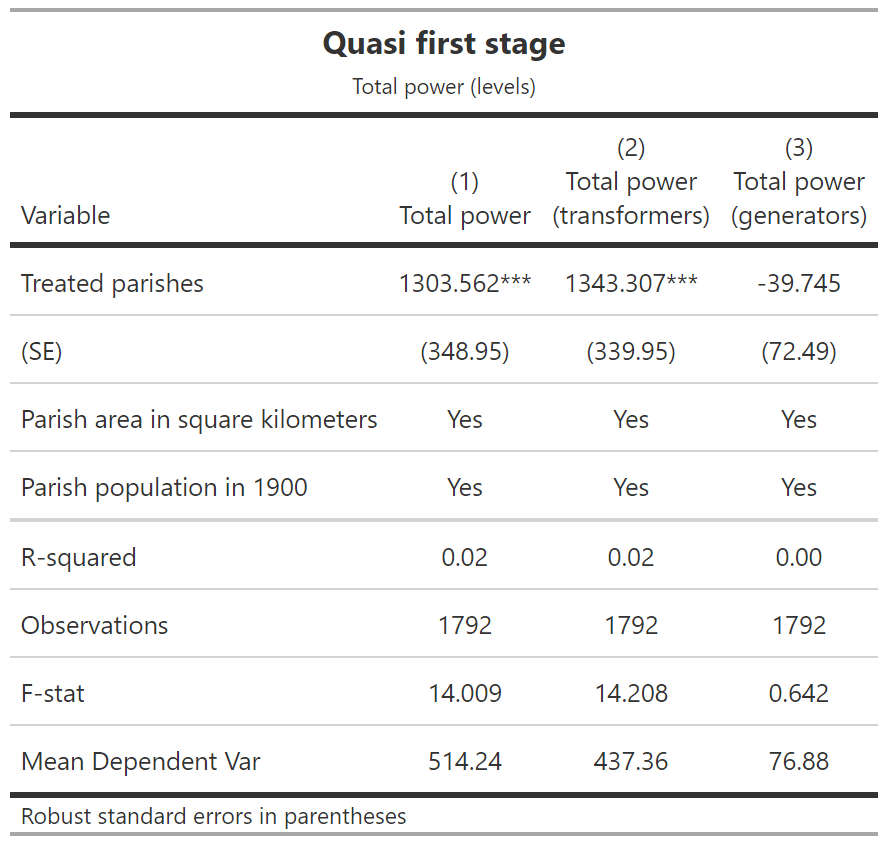 Quasi first stage
Total power (levels)
Variable (1) Total power (2) Total power (transformers) (3) Total power (generators)
Treated parishes 1303.562*** 1343.307*** -39.745
(SE) (348.95) (339.95) (72.49)
Parish area in square kilometers Yes Yes Yes
Parish population in 1900 Yes Yes Yes
R-squared 0.02 0.02 0.00
Observations 1792 1792 1792
F-stat 14.009 14.208 0.642
Mean Dependent Var 514.24 437.36 76.88
Robust standard errors in parentheses